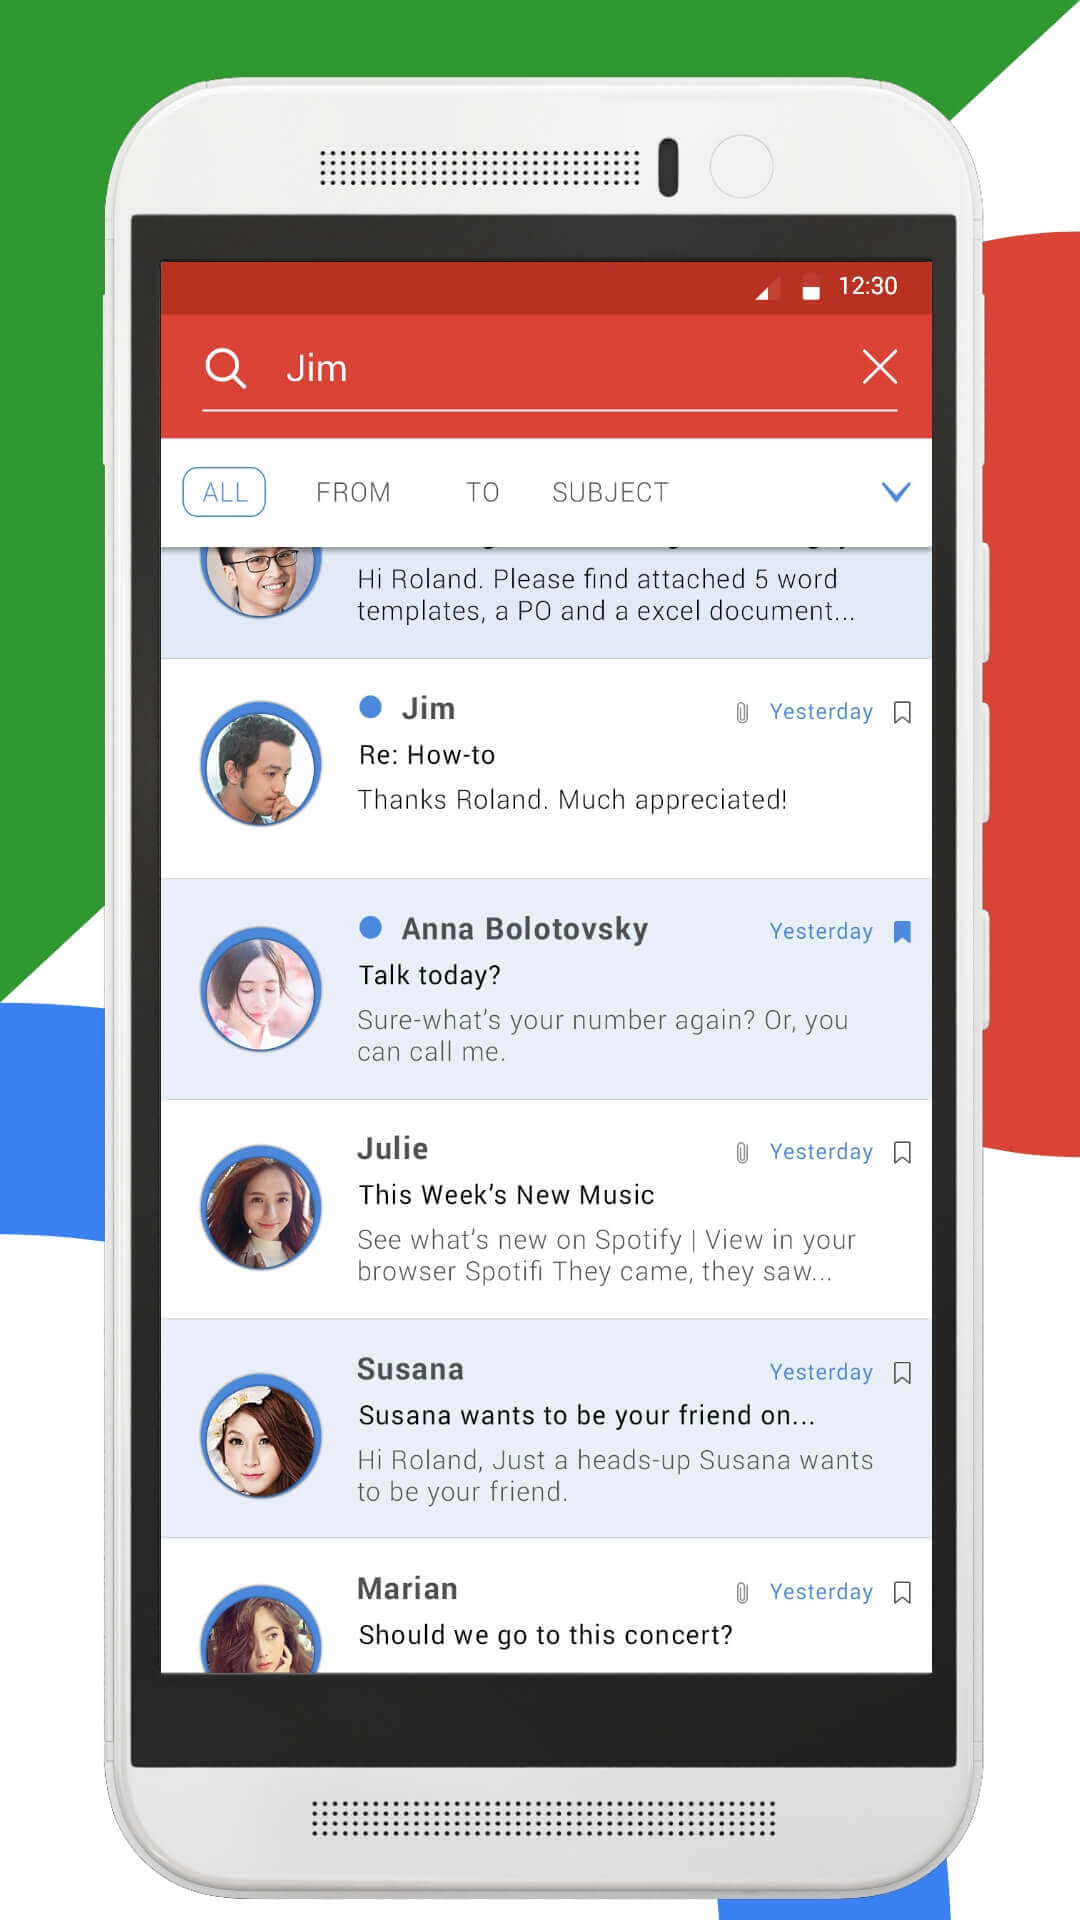 12:30
Jim
ALL FROM TO SUBJECT
Hi Roland. Please find attached 5 word
templates, a PO and a excel document...
Jim Yesterday
Re: How-to
Thanks Roland. Much appreciated!
Anna Bolotovsky Yesterday
Talk today?
Sure-what's your number again? Or, you
can call me.
Julie Yesterday
This Week's New Music
See what's new on Spotify | View in your
browser Spotifi They came, they saw...
Susana Yesterday
Susana wants to be your friend on...
Hi Roland, Just a heads-up Susana wants
to be your friend.
Marian Yesterday
Should we go to this concert?